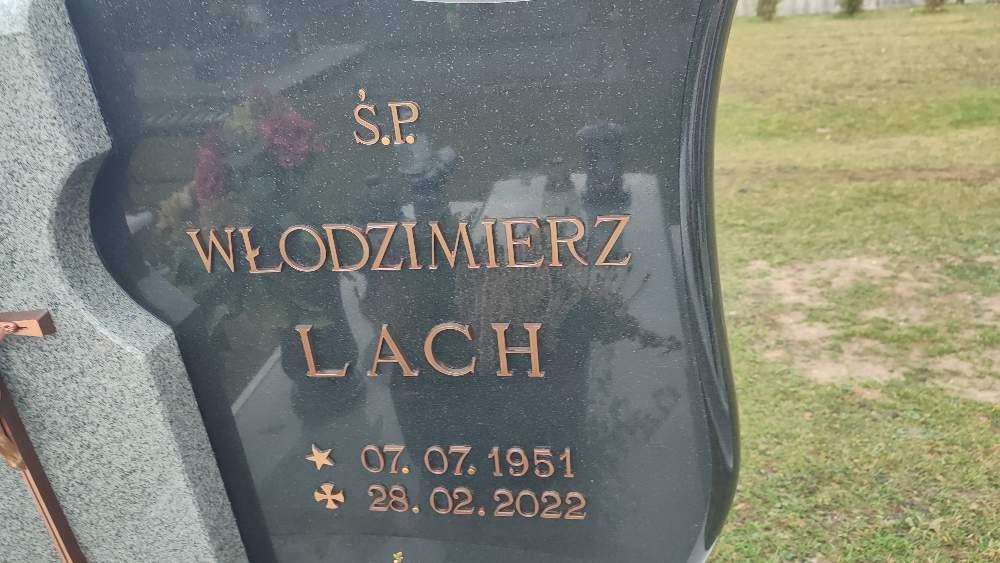 Ś.P.
WŁODZIMIERZ
LACH
07.07.1951
28.02.2022